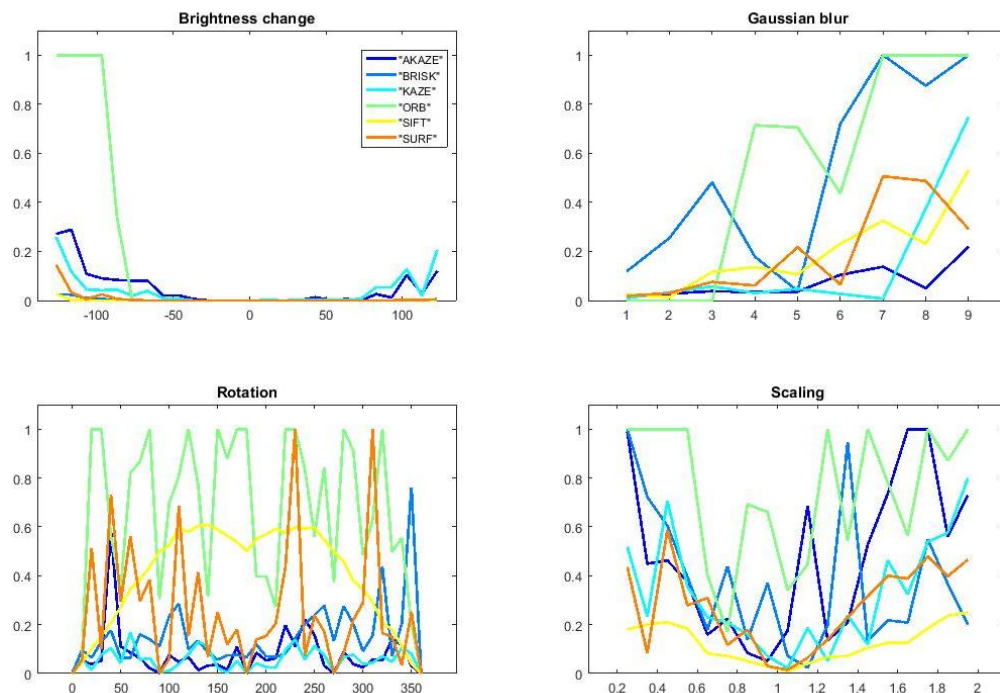 Brightness change
1
0.8
0.6
0.4
0.2
0
-100 -50 0 50 100
"AKAZE"
"BRISK"
"KAZE"
"ORB"
"SIFT"
"SURF"
Gaussian blur
1
0.8
0.6
0.4
0.2
0
1 2 3 4 5 6 7 8 9
Rotation
1
0.8
0.6
0.4
0.2
0
0 50 100 150 200 250 300 350
Scaling
1
0.8
0.6
0.4
0.2
0
0.2 0.4 0.6 0.8 1 1.2 1.4 1.6 1.8 2